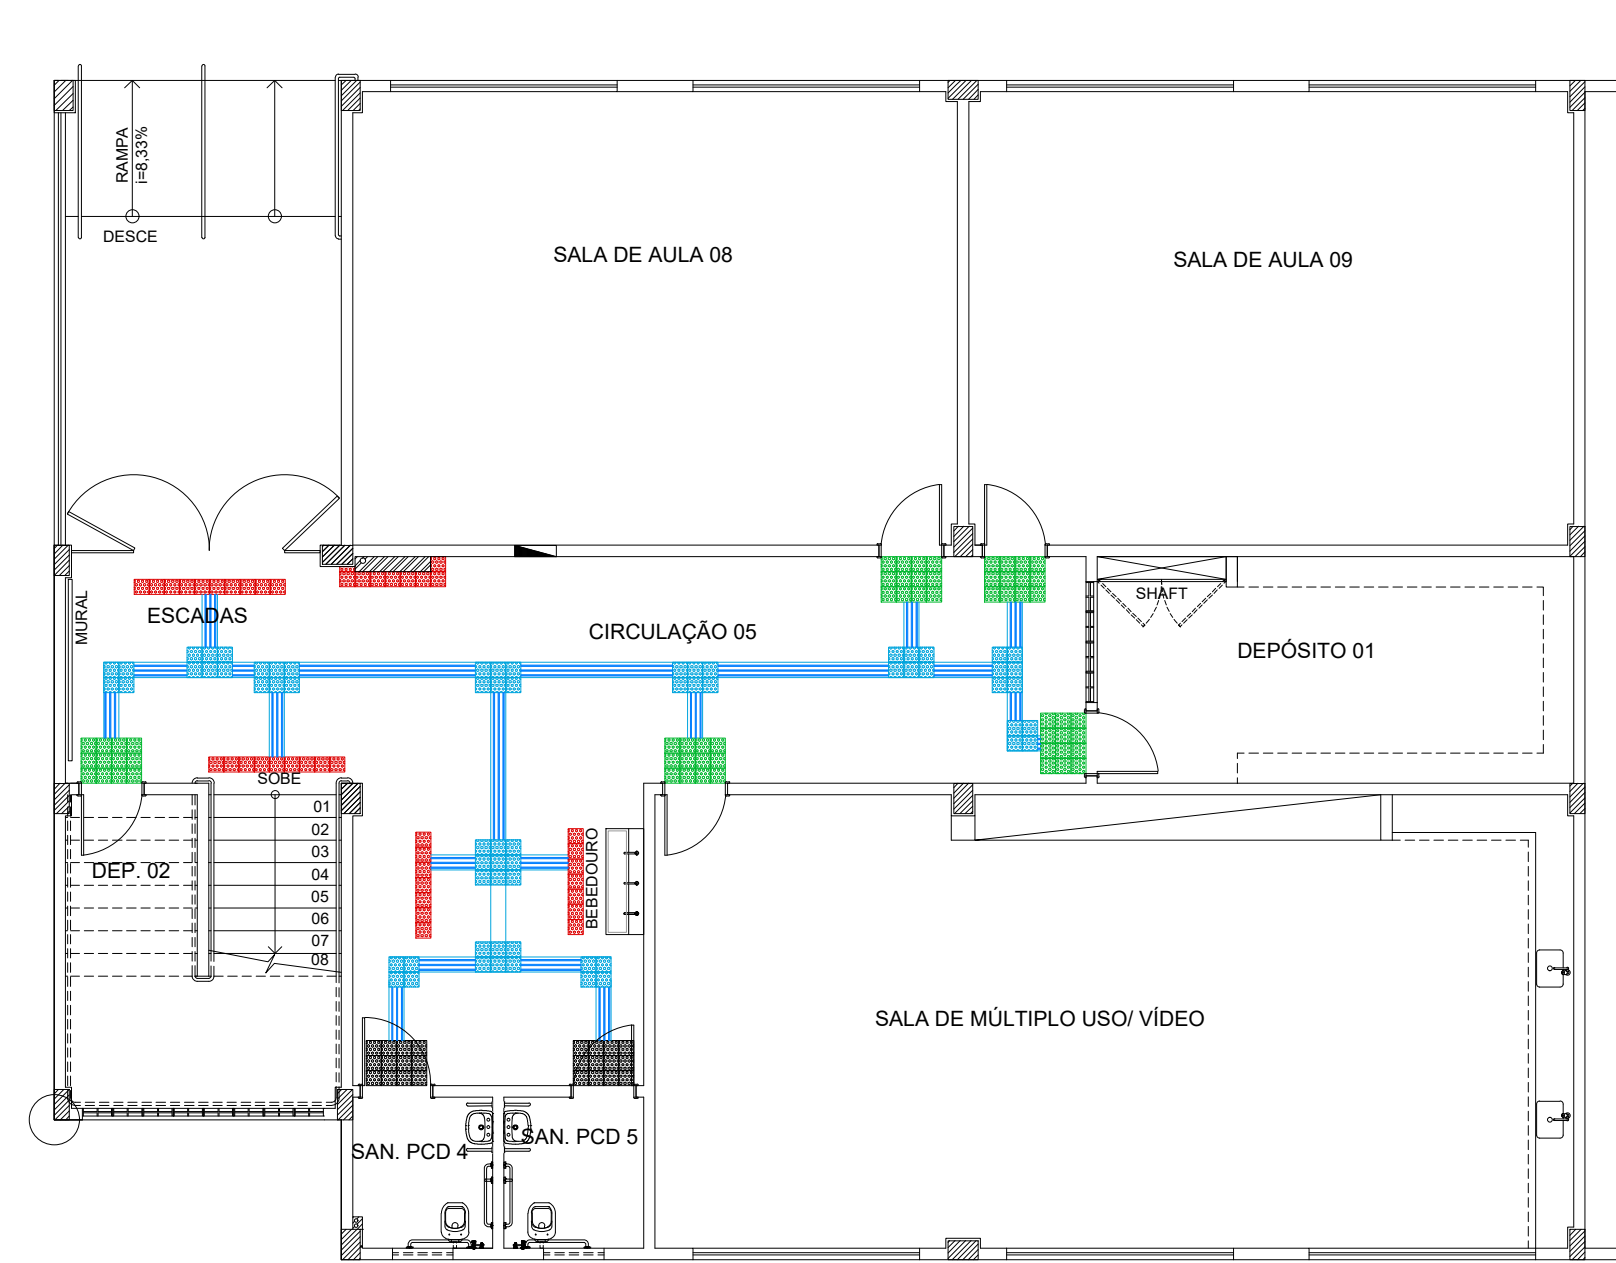 RAMPA
i=8,33%
DESCE
SALA DE AULA 08
SALA DE AULA 09
MURAL
ESCADAS
CIRCULAÇÃO 05
SHAFT
DEPÓSITO 01
SOBE
01
02
03
04
05
06
07
08
DEP. 02
BEBEDOURO
SALA DE MÚLTIPLO USO/ VÍDEO
SAN. PCD 4
SAN. PCD 5